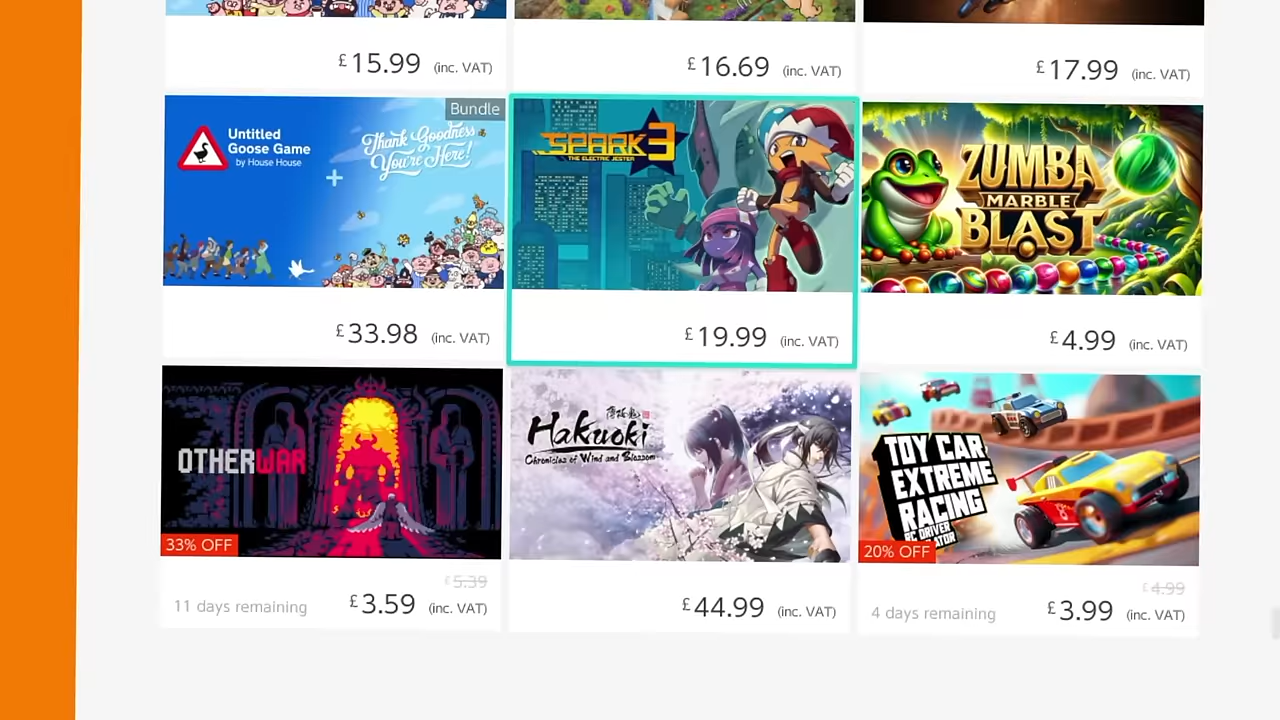 £15.99 (inc. VAT)
£16.69 (inc. VAT)
£17.99 (inc. VAT)
Bundle
Untitled
Goose Game
by House House
+
Thank Goodness
You're Here!
£33.98 (inc. VAT)
SPARK 3
THE ELECTRIC JESTER
£19.99 (inc. VAT)
ZUMBA
MARBLE
BLAST
£4.99 (inc. VAT)
OTHERWAR
33% OFF
£5.39
11 days remaining £3.59 (inc. VAT)
薄桜鬼
Hakuoki
Chronicles of Wind and Blossom
£44.99 (inc. VAT)
TOY CAR
EXTREME
RACING
20% OFF
£4.99
4 days remaining £3.99 (inc. VAT)